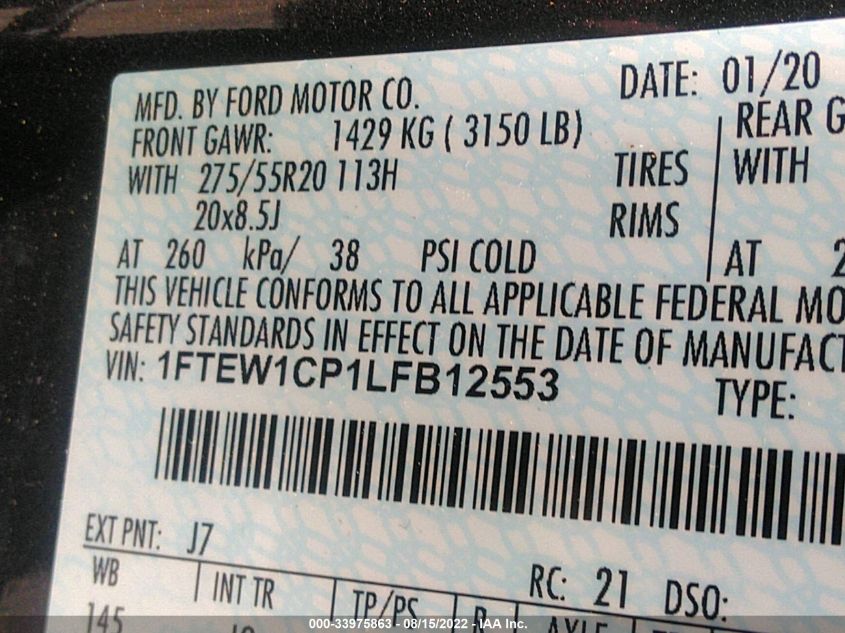 MFD. BY FORD MOTOR CO.
DATE: 01/20
FRONT GAWR: 1429 KG ( 3150 LB)
REAR G
WITH 275/55R20 113H TIRES
WITH
20x8.5J RIMS
AT 260 kPa/ 38 PSI COLD
AT 2
THIS VEHICLE CONFORMS TO ALL APPLICABLE FEDERAL MO
SAFETY STANDARDS IN EFFECT ON THE DATE OF MANUFACT
VIN: 1FTEW1CP1LFB12553
TYPE:
EXT PNT: J7
RC: 21 DSO:
WB INT TR TP/PS R AXLE
145
000-33975863 - 08/15/2022 - IAA Inc.